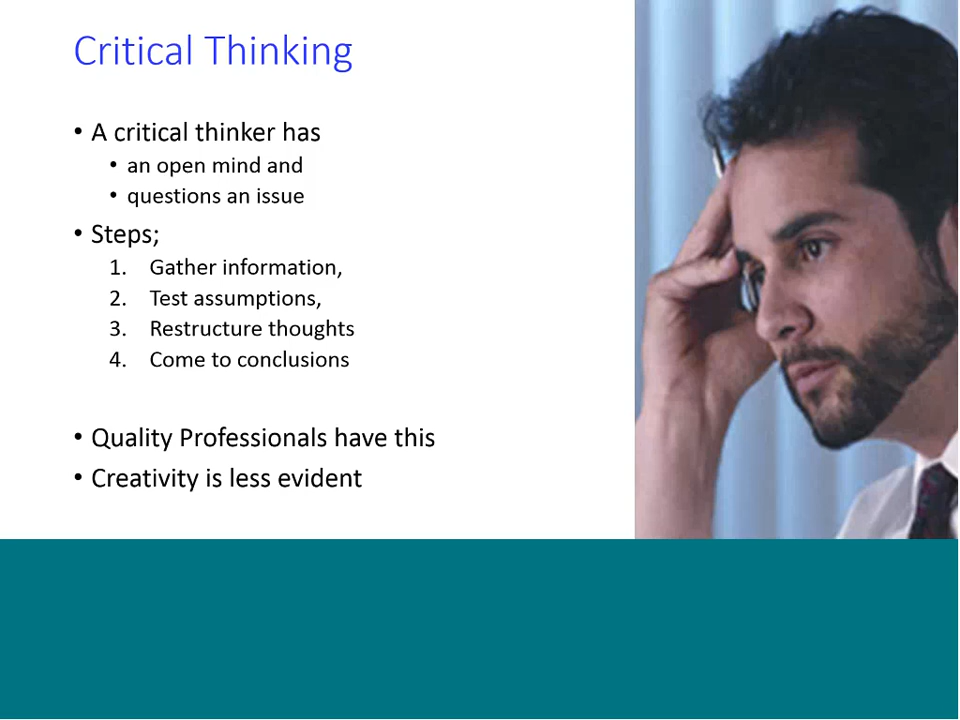 Critical Thinking
• A critical thinker has
• an open mind and
• questions an issue
• Steps;
1. Gather information,
2. Test assumptions,
3. Restructure thoughts
4. Come to conclusions
• Quality Professionals have this
• Creativity is less evident